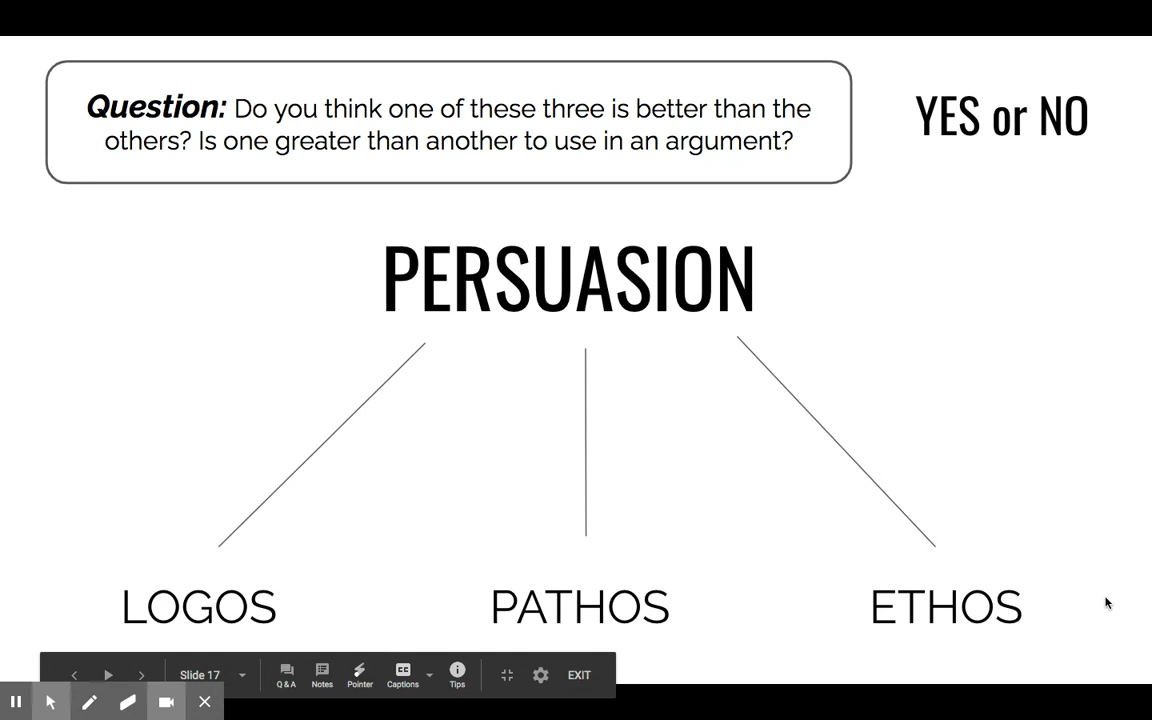 Question: Do you think one of these three is better than the
others? Is one greater than another to use in an argument?
YES or NO
PERSUASION
LOGOS
PATHOS
ETHOS
Slide 17
Q & A
Notes
Pointer
CC
Captions
Tips
EXIT